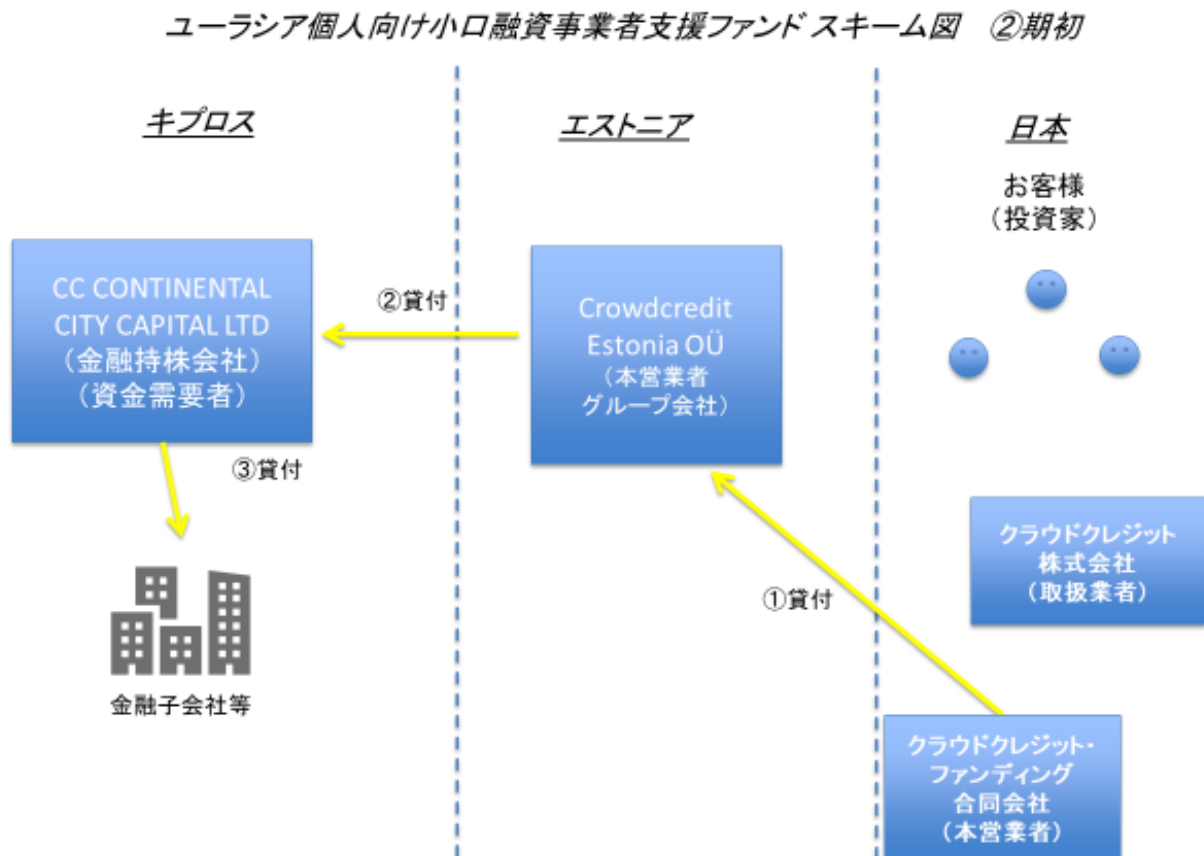 ユーラシア個人向け小口融資事業者支援ファンド スキーム図　②期初
キプロス
エストニア
日本
お客様
（投資家）
CC CONTINENTAL
CITY CAPITAL LTD
（金融持株会社）
（資金需要者）
②貸付
Crowdcredit
Estonia OÜ
（本営業者
グループ会社）
③貸付
金融子会社等
①貸付
クラウドクレジット
株式会社
（取扱業者）
クラウドクレジット・
ファンディング
合同会社
（本営業者）